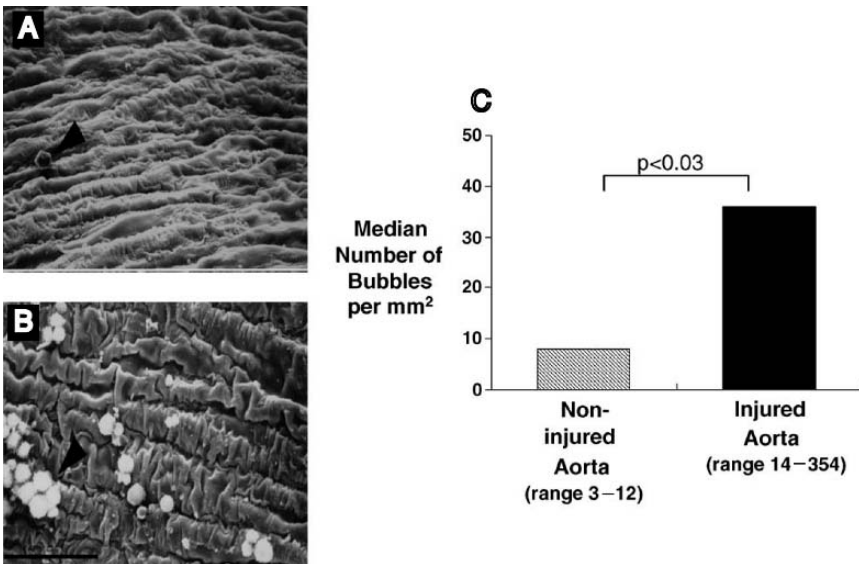 A
B
C
Median
Number of
Bubbles
per mm²
50
40
30
20
10
0
p<0.03
Non-
injured
Aorta
(range 3–12)
Injured
Aorta
(range 14–354)